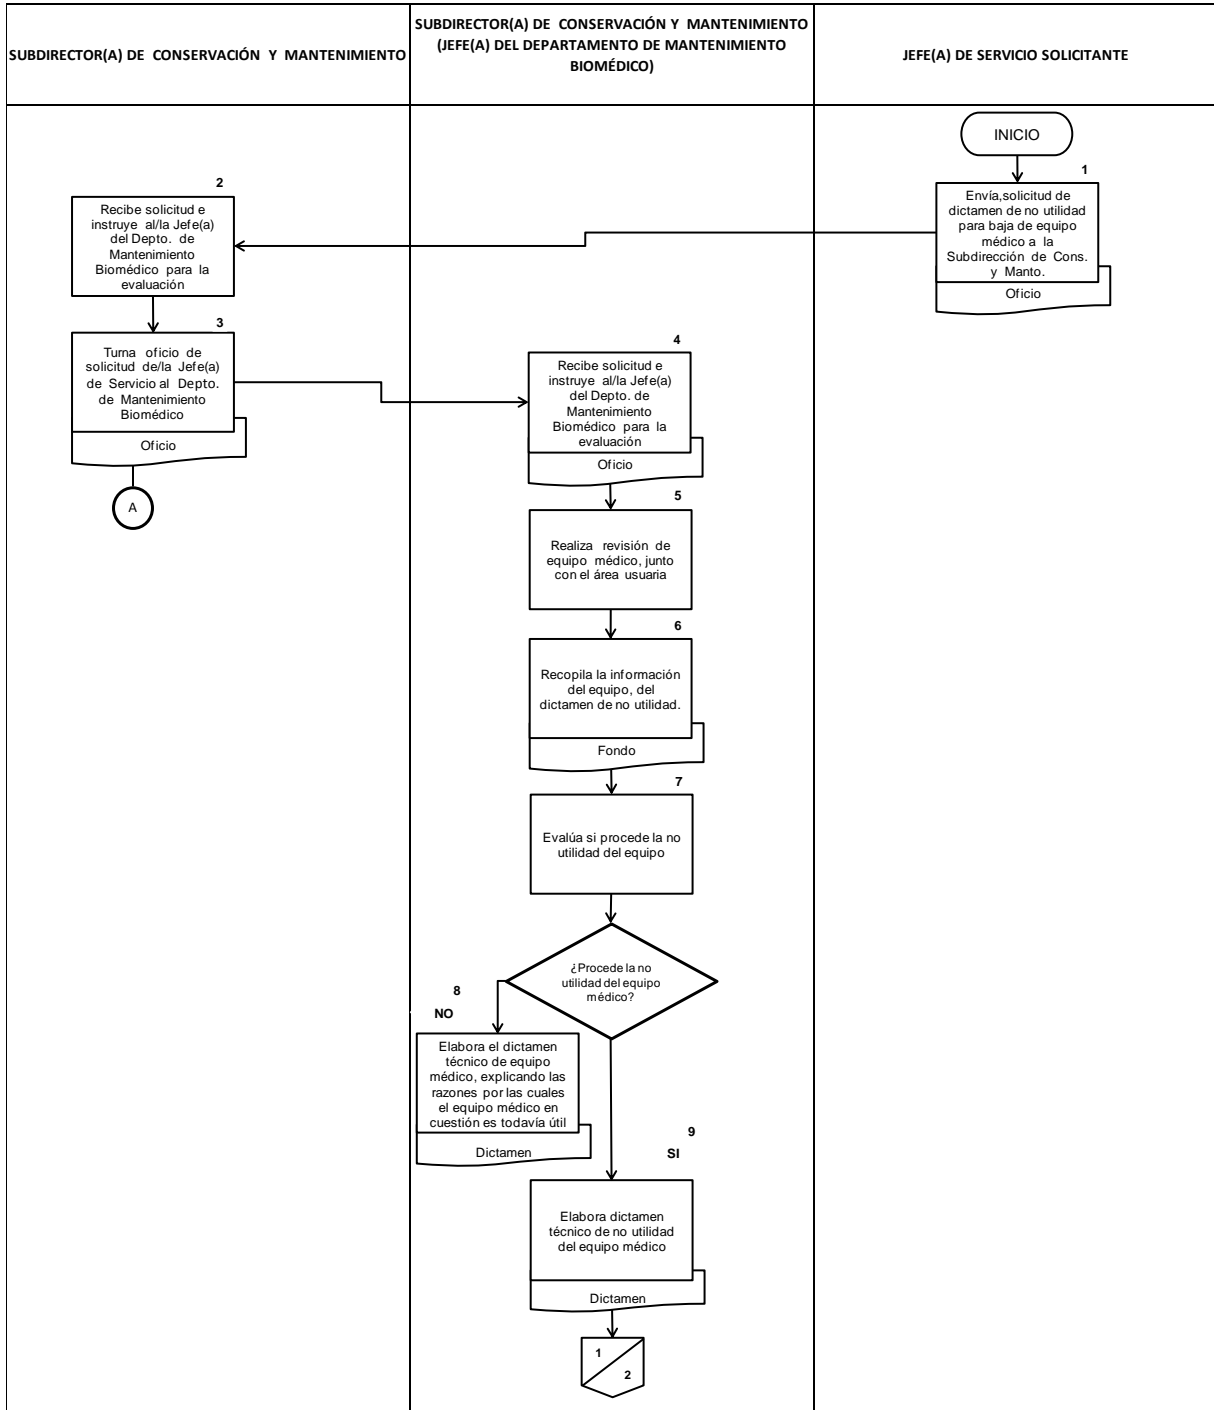 SUBDIRECTOR(A) DE CONSERVACIÓN Y MANTENIMIENTO
SUBDIRECTOR(A) DE CONSERVACIÓN Y MANTENIMIENTO
(JEFE(A) DEL DEPARTAMENTO DE MANTENIMIENTO
BIOMÉDICO)
JEFE(A) DE SERVICIO SOLICITANTE
INICIO
1
Envía,solicitud de
dictamen de no utilidad
para baja de equipo
médico a la
Subdirección de Cons.
y Manto.
Oficio
2
Recibe solicitud e
instruye al/la Jefe(a)
del Depto. de
Mantenimiento
Biomédico para la
evaluación
3
Turna oficio de
solicitud de/la Jefe(a)
de Servicio al Depto.
de Mantenimiento
Biomédico
Oficio
A
4
Recibe solicitud e
instruye al/la Jefe(a)
del Depto. de
Mantenimiento
Biomédico para la
evaluación
Oficio
5
Realiza revisión de
equipo médico, junto
con el área usuaria
6
Recopila la información
del equipo, del
dictamen de no utilidad.
Fondo
7
Evalúa si procede la no
utilidad del equipo
¿Procede la no
utilidad del equipo
médico?
8
NO
Elabora el dictamen
técnico de equipo
médico, explicando las
razones por las cuales
el equipo médico en
cuestión es todavía útil
Dictamen
9
SI
Elabora dictamen
técnico de no utilidad
del equipo médico
Dictamen
1
2